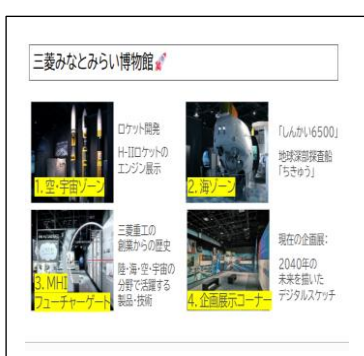 三菱みなとみらい博物館🚀
1. 空・宇宙ゾーン
ロケット開発
H-IIロケットの
エンジン展示
2. 海ゾーン
「しんかい6500」
地球深部探査船
「ちきゅう」
3. MHI
フューチャーゲート
三菱重工の
創業からの歴史
陸・海・空・宇宙の
分野で活躍する
製品・技術
4. 企画展示コーナー
現在の企画展:
2040年の
未来を描いた
デジタルスケッチ